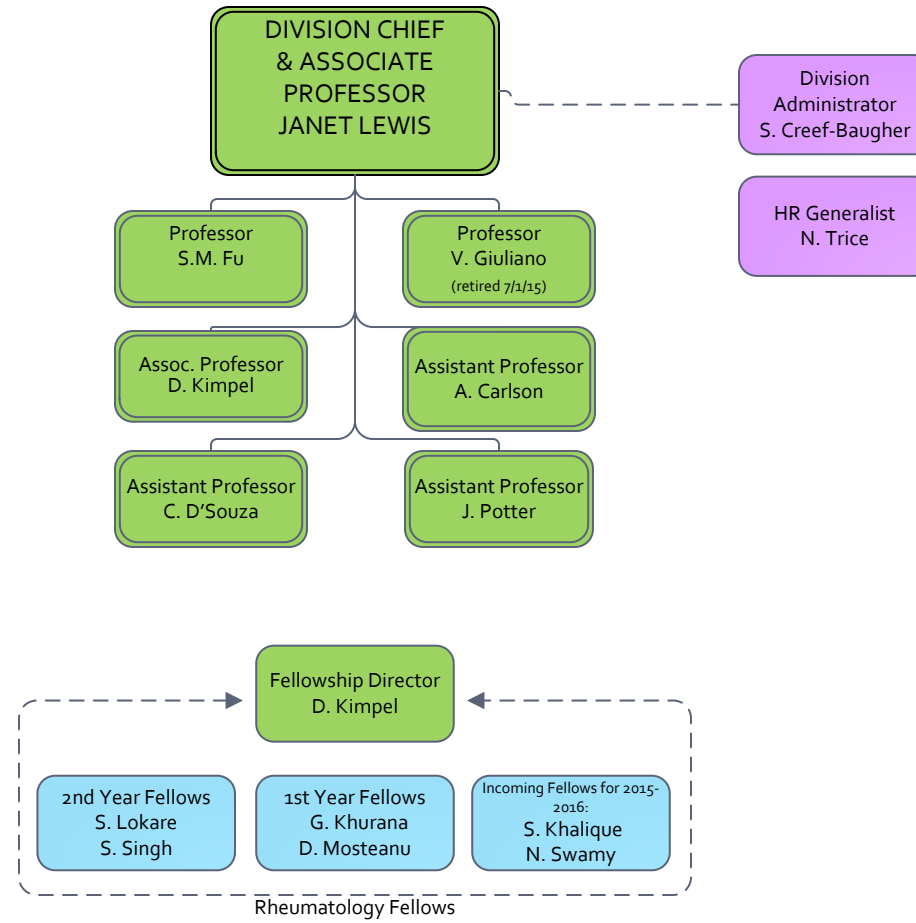 DIVISION CHIEF
& ASSOCIATE
PROFESSOR
JANET LEWIS
Division
Administrator
S. Creef-Baugher
HR Generalist
N. Trice
Professor
S.M. Fu
Professor
V. Giuliano
(retired 7/1/15)
Assoc. Professor
D. Kimpel
Assistant Professor
A. Carlson
Assistant Professor
C. D’Souza
Assistant Professor
J. Potter
Fellowship Director
D. Kimpel
2nd Year Fellows
S. Lokare
S. Singh
1st Year Fellows
G. Khurana
D. Mosteanu
Incoming Fellows for 2015-
2016:
S. Khalique
N. Swamy
Rheumatology Fellows